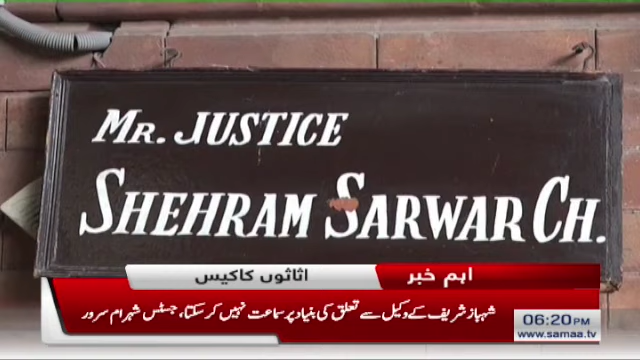 MR. JUSTICE
SHEHRAM SARWAR CH.
اہم خبر
اثاثوں کا کیس
شہباز شریف کے وکیل سے تعلق کی بنیاد پر سماعت نہیں کر سکتا، جسٹس شہرام سرور
06:20PM
www.samaa.tv